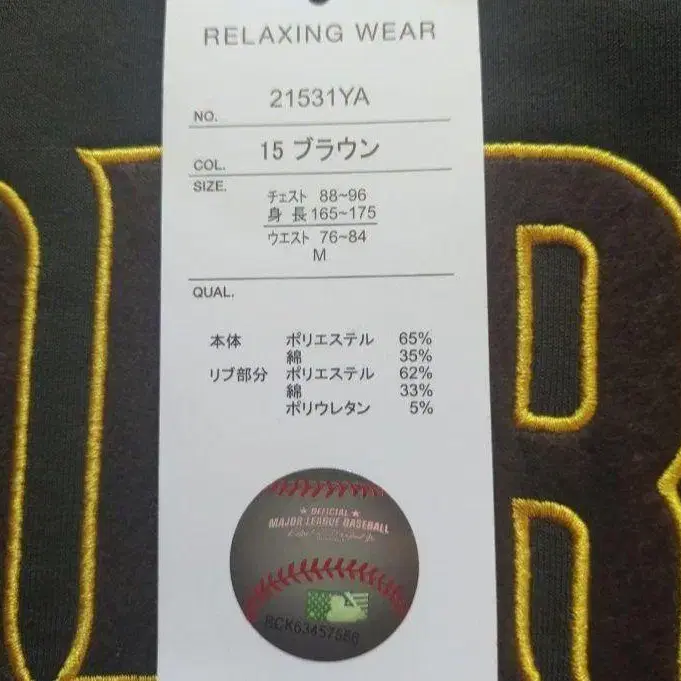 RELAXING WEAR
NO. 21531YA
COL. 15 ブラウン
SIZE.
チェスト 88~96
身 長 165~175
ウエスト 76~84
M
QUAL.
本体 ポリエステル 65%
綿 35%
リブ部分 ポリエステル 62%
綿 33%
ポリウレタン 5%
OFFICIAL
MAJOR LEAGUE BASEBALL